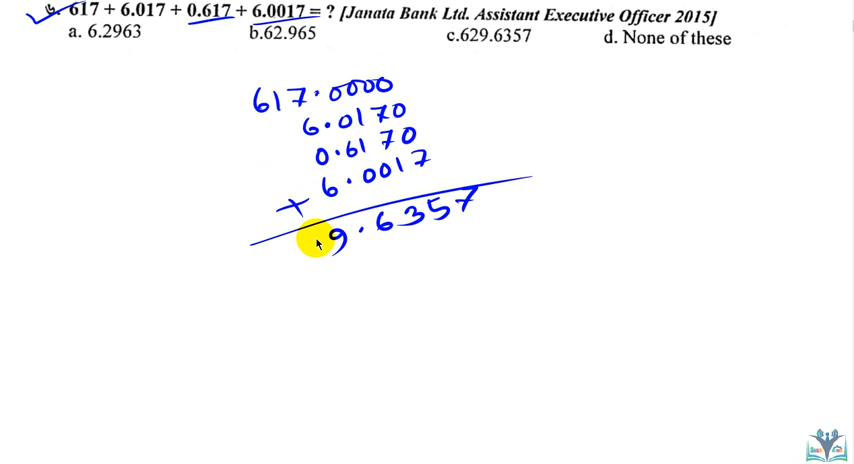 617 + 6.017 + 0.617 + 6.0017 = ? [Janata Bank Ltd. Assistant Executive Officer 2015]
a. 6.2963 b.62.965 c.629.6357 d. None of these
617.0000
6.0170
0.6170
+ 6.0017
9.6357